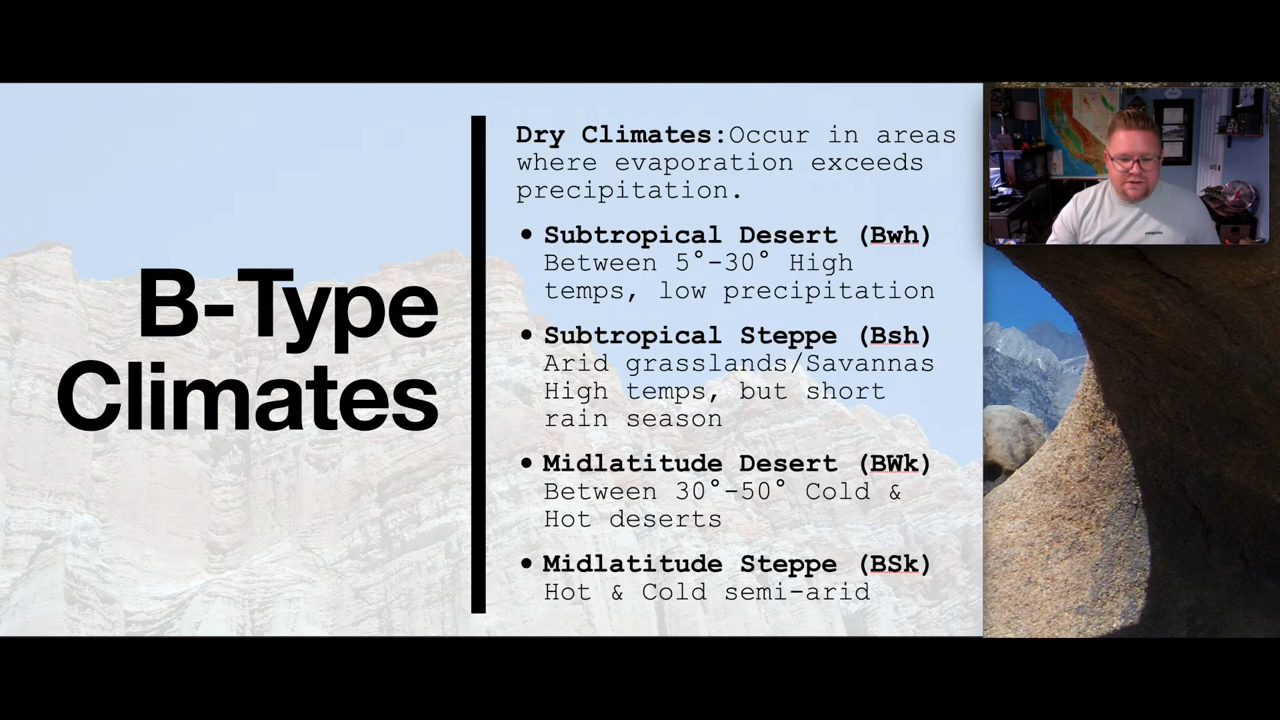 B-Type
Climates
Dry Climates:Occur in areas
where evaporation exceeds
precipitation.
• Subtropical Desert (Bwh)
Between 5°-30° High
temps, low precipitation
• Subtropical Steppe (Bsh)
Arid grasslands/Savannas
High temps, but short
rain season
• Midlatitude Desert (BWk)
Between 30°-50° Cold &
Hot deserts
• Midlatitude Steppe (BSk)
Hot & Cold semi-arid